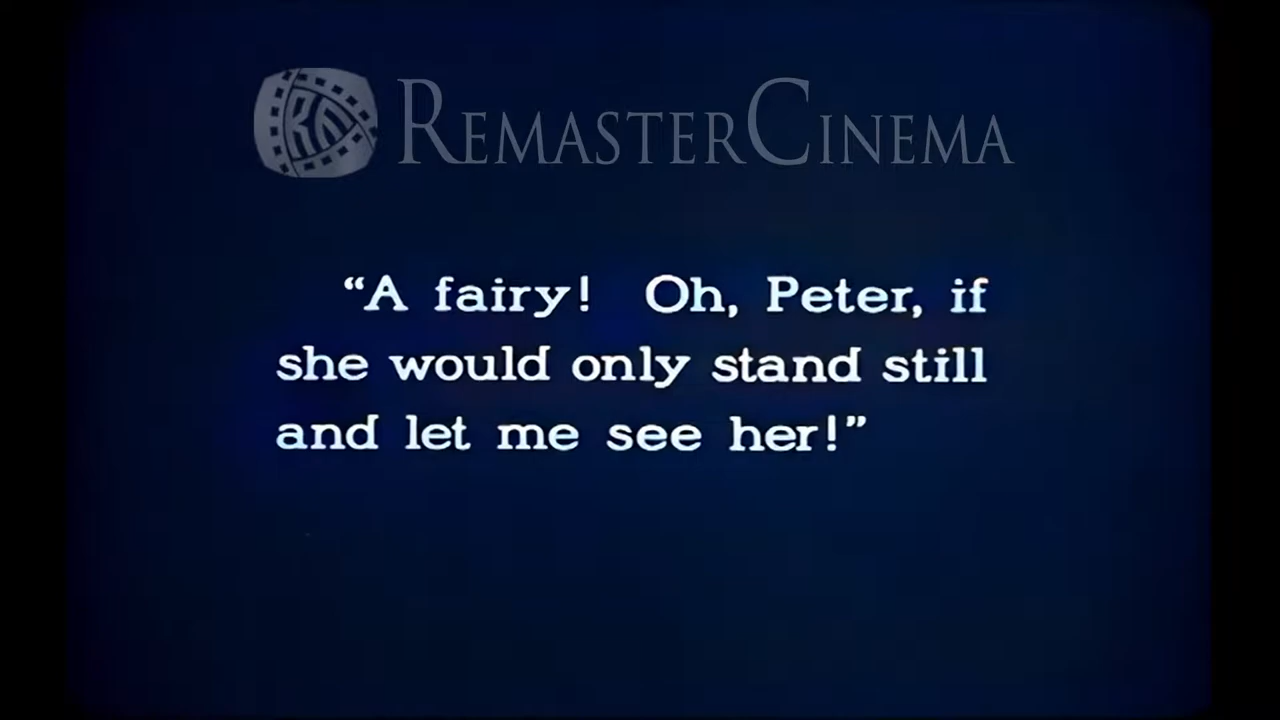 RemasterCinema
“A fairy! Oh, Peter, if
she would only stand still
and let me see her!”